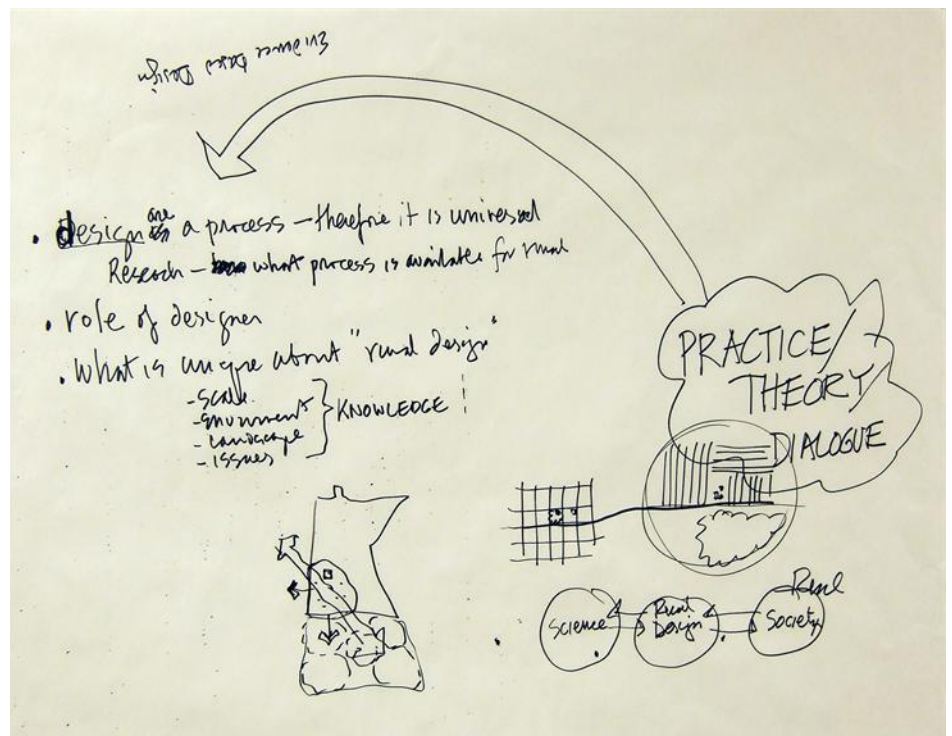 Evidence based Design
• design are a process – therefore it is universal
Research – what process is available for rural
• role of designer
• What is unique about "rural design"
- Scale
- environment
- Landscape
- issues
KNOWLEDGE !
PRACTICE/
THEORY/
DIALOGUE
Science
Rural
Design
Rural
Society